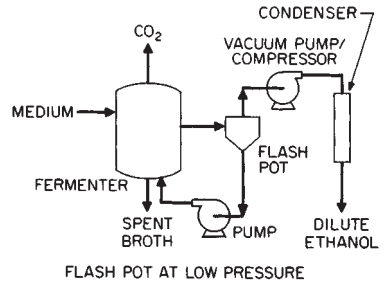 CONDENSER
CO2
VACUUM PUMP/
COMPRESSOR
MEDIUM
FLASH
POT
FERMENTER
SPENT
BROTH
PUMP
DILUTE
ETHANOL
FLASH POT AT LOW PRESSURE